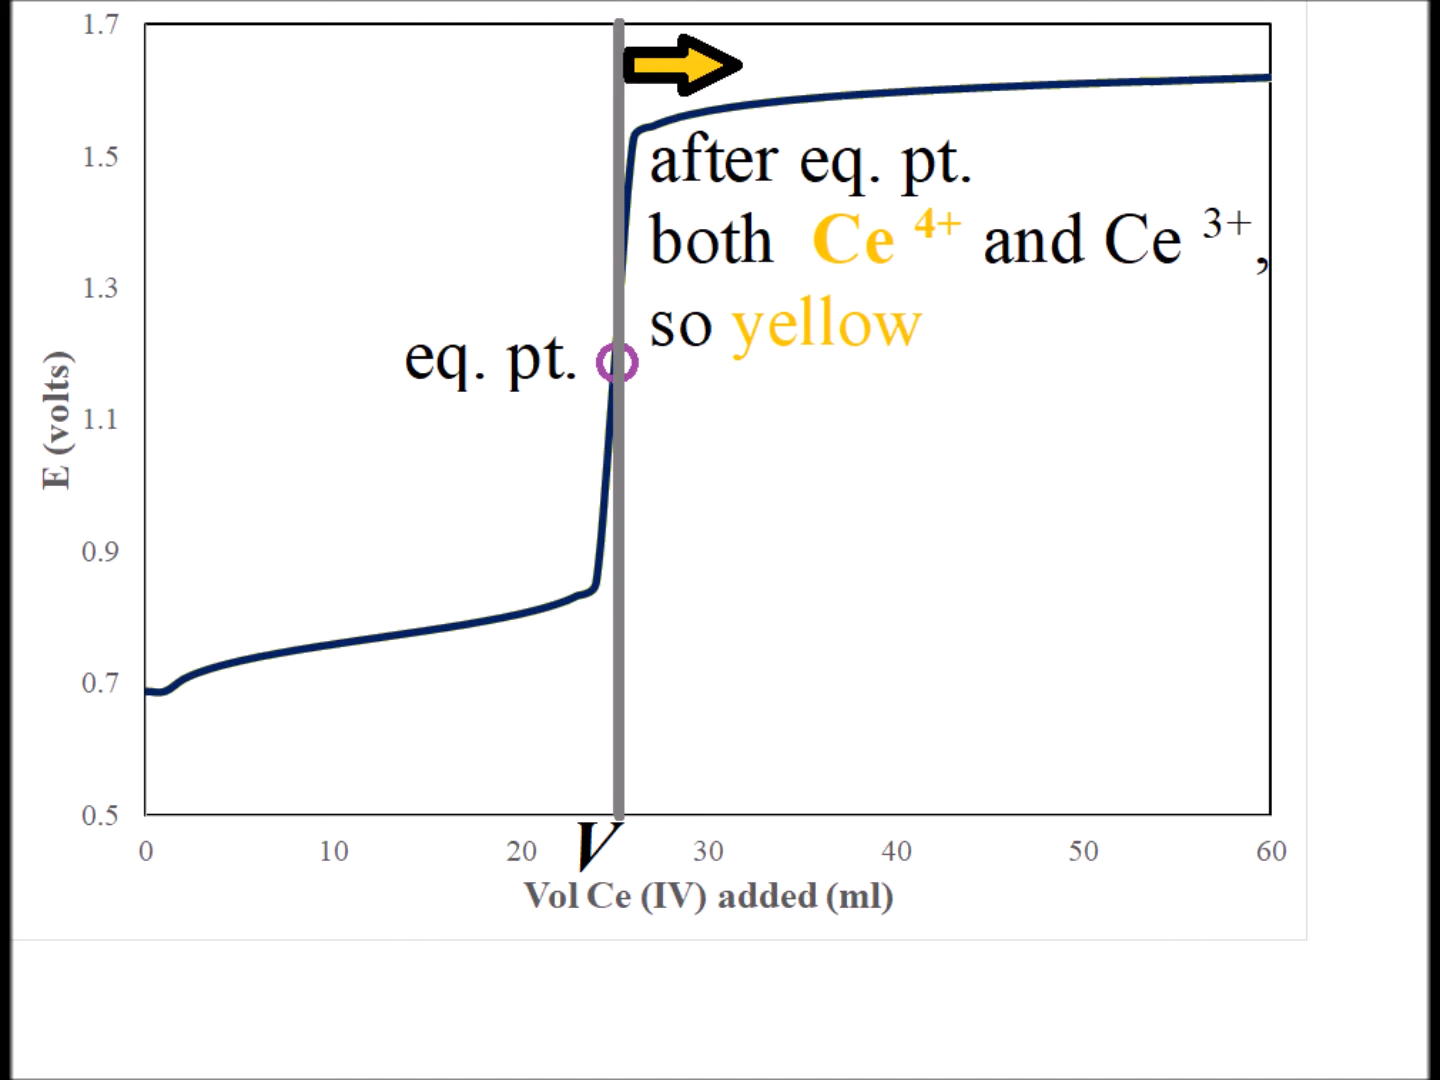 1.7
1.5
1.3
1.1
0.9
0.7
0.5
E (volts)
after eq. pt.
both Ce 4+ and Ce 3+,
so yellow
eq. pt.
V
0 10 20 30 40 50 60
Vol Ce (IV) added (ml)